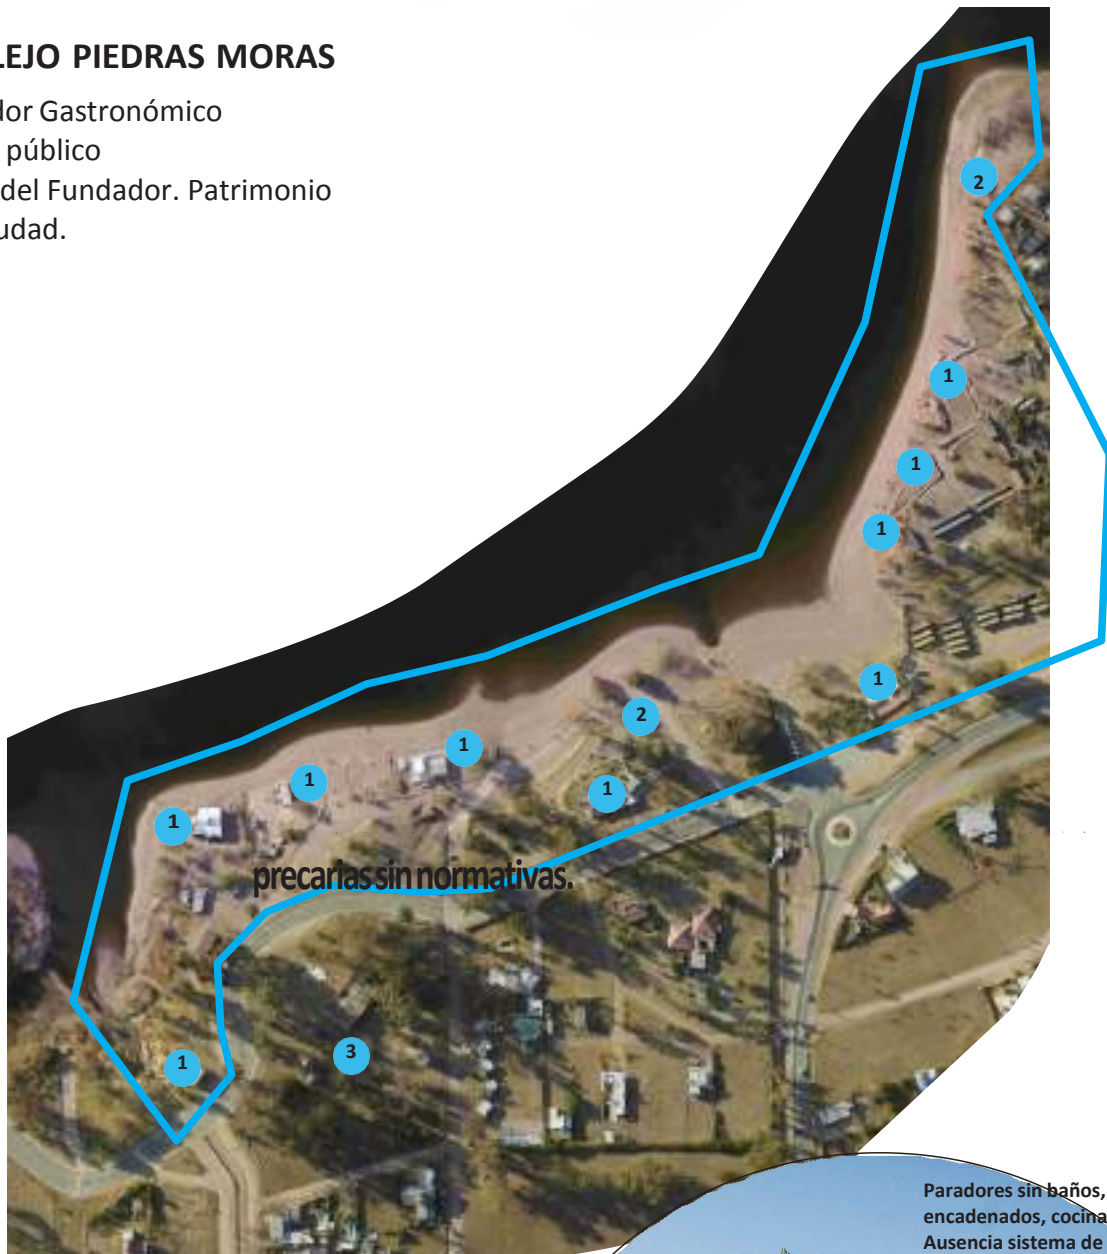 LEJO PIEDRAS MORAS
dor Gastronómico
público
del Fundador. Patrimonio
udad.
2
1
1
1
1
2
1
1
1
1
precarias sin normativas.
3
1
Paradores sin baños,
encadenados, cocina
Ausencia sistema de